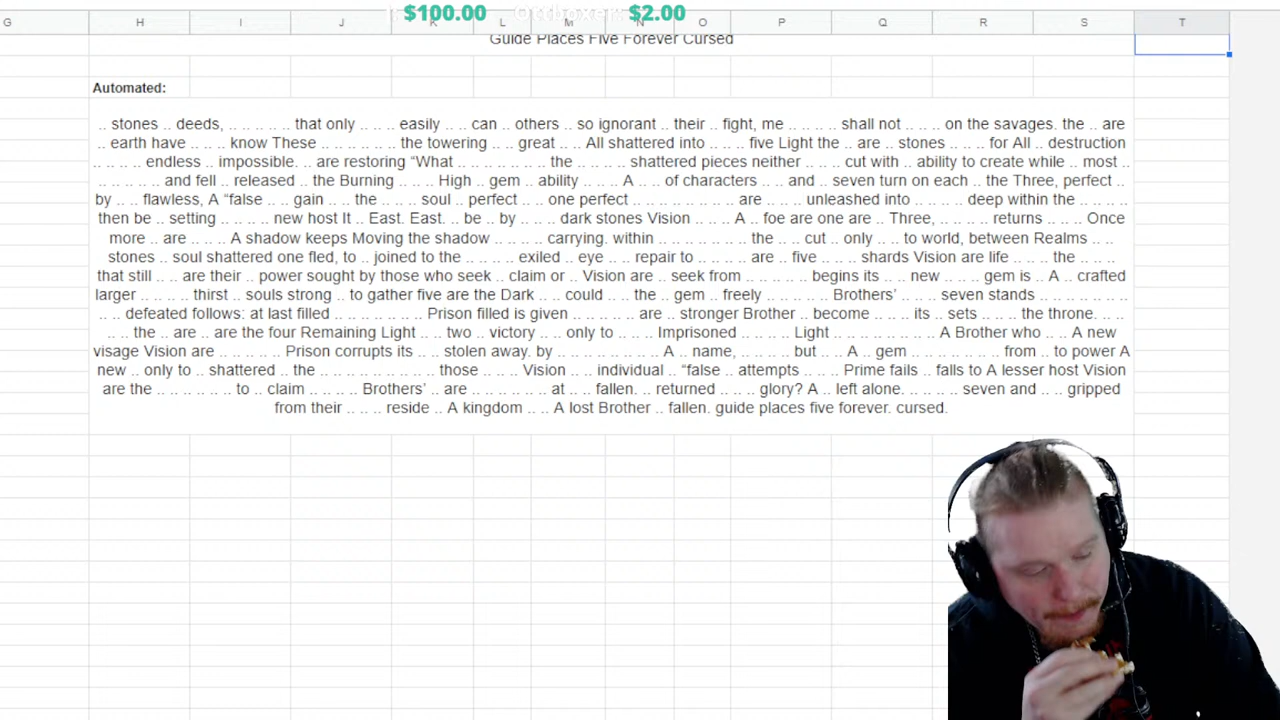 $100.00 $2.00
G H I J K L M N O P Q R S T
Guide Places Five Forever Cursed
Automated:
.. stones .. deeds, .. .. .. .. .. that only .. .. .. easily .. .. can .. others .. so ignorant .. their .. fight, me .. .. .. .. shall not .. .. .. on the savages. the .. are
.. earth have .. .. .. know These .. .. .. the towering .. .. great .. .. All shattered into .. .. .. five Light the .. are .. stones .. .. .. for All .. destruction
.. .. .. .. endless .. impossible. .. are restoring “What .. .. .. .. .. .. .. the .. .. .. .. shattered pieces neither .. .. cut with .. ability to create while .. most ..
.. .. .. .. .. and fell .. released .. the Burning .. .. .. High .. gem .. ability .. .. A .. .. of characters .. .. and .. seven turn on each .. the Three, perfect ..
by .. .. flawless, A “false .. .. gain .. .. the .. .. .. soul .. perfect .. .. one perfect .. .. .. .. .. .. .. are .. .. .. unleashed into .. .. .. .. deep within the .. .. ..
then be .. setting .. .. .. new host It .. East. East. .. be .. by .. .. dark stones Vision .. .. .. A .. foe are one are .. Three, .. .. .. returns .. .. .. Once
more .. are .. .. .. A shadow keeps Moving the shadow .. .. .. .. carrying. within .. .. .. .. .. .. .. the .. .. cut .. only .. .. to world, between Realms .. ..
stones .. soul shattered one fled, to .. joined to the .. .. .. .. exiled .. eye .. repair to .. .. .. .. are .. five .. .. .. shards Vision are life .. .. the .. ..
that still .. .. are their .. power sought by those who seek .. claim or .. Vision are .. seek from .. .. .. .. .. begins its .. new .. gem is .. A .. crafted
larger .. .. .. .. thirst .. souls strong .. to gather five are the Dark .. .. could .. .. the .. gem .. freely .. .. .. .. .. Brothers’ .. .. seven stands .. .. .. .. ..
.. .. defeated follows: at last filled .. .. .. .. .. .. Prison filled is given .. .. .. .. are .. stronger Brother .. become .. .. its .. sets .. .. the throne. .. ..
.. .. the .. are .. are the four Remaining Light .. .. two .. victory .. .. only to .. .. .. Imprisoned .. .. .. Light .. .. .. .. .. .. .. A Brother who .. .. A new
visage Vision are .. .. .. .. Prison corrupts its .. .. stolen away. by .. .. .. .. .. .. .. A .. name, .. .. .. but .. .. A .. gem .. .. .. .. .. .. from .. to power A
new .. only to .. shattered .. the .. .. .. .. .. .. .. those .. .. .. Vision .. .. individual .. “false .. attempts .. .. .. Prime fails .. falls to A lesser host Vision
are the .. .. .. .. .. to .. claim .. .. .. Brothers’ .. are .. .. .. .. .. at .. fallen. .. returned .. .. glory? A .. left alone. .. .. .. .. seven and .. .. gripped
from their .. .. .. reside .. A kingdom .. .. A lost Brother .. fallen. guide places five forever. cursed.